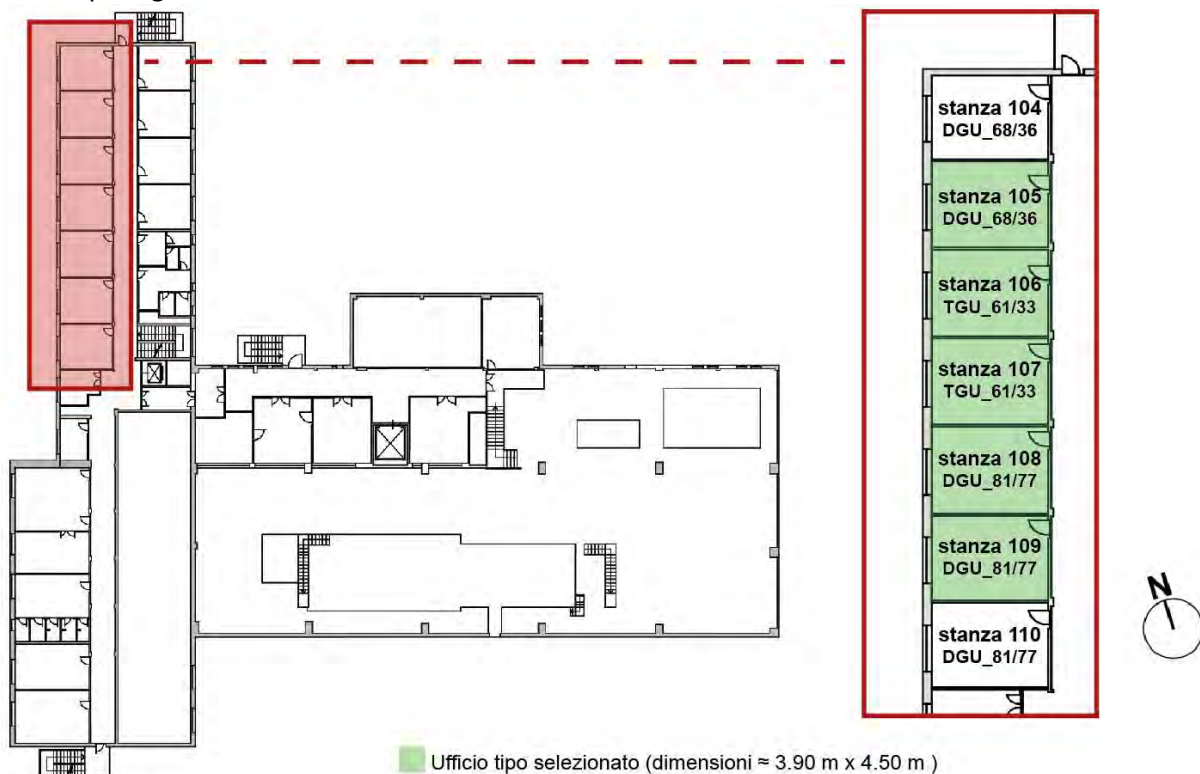 stanza 104
DGU_68/36
stanza 105
DGU_68/36
stanza 106
TGU_61/33
stanza 107
TGU_61/33
stanza 108
DGU_81/77
stanza 109
DGU_81/77
stanza 110
DGU_81/77
N
Ufficio tipo selezionato (dimensioni ≈ 3.90 m x 4.50 m )